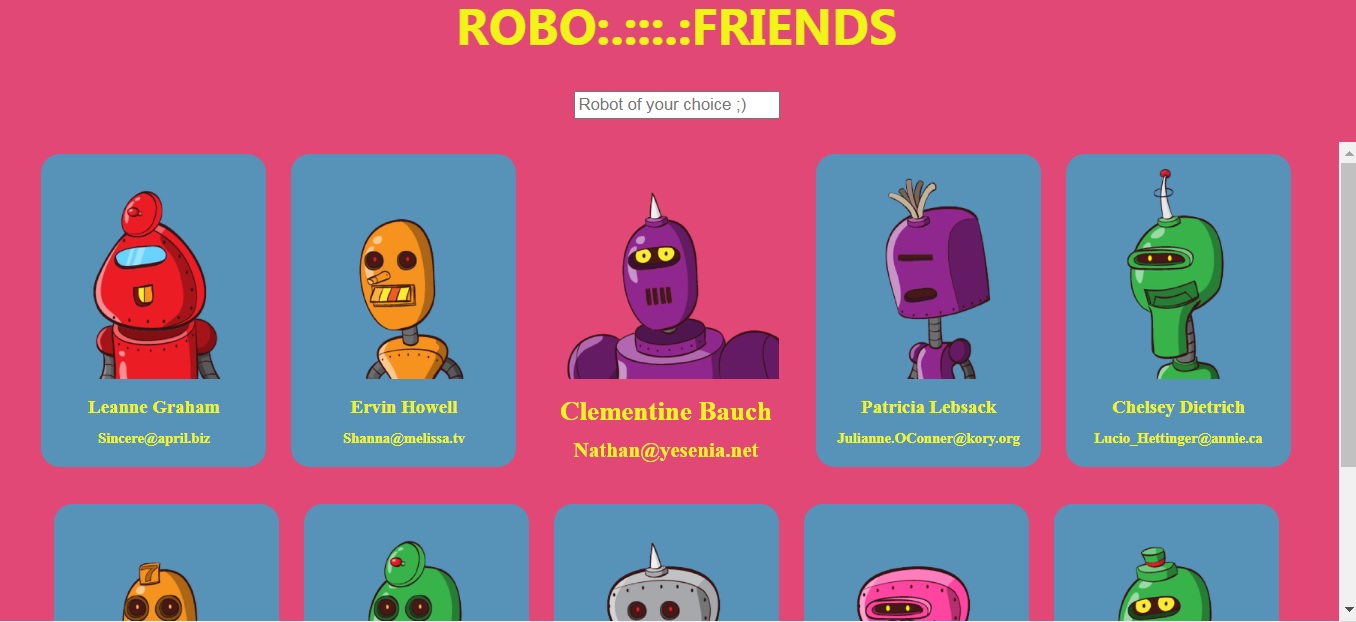 ROBO:.:::.:FRIENDS
Robot of your choice ;)
Leanne Graham
Sincere@april.biz
Ervin Howell
Shanna@melissa.tv
Clementine Bauch
Nathan@yesenia.net
Patricia Lebsack
Julianne.OConner@kory.org
Chelsey Dietrich
Lucio_Hettinger@annie.ca
7